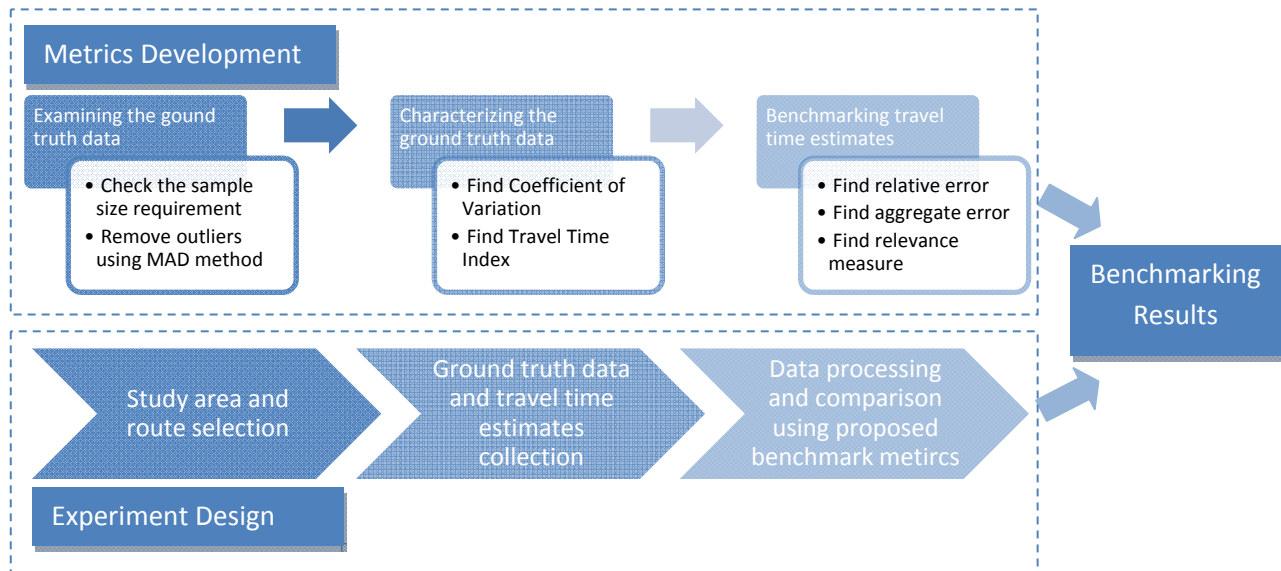 Metrics Development
Examining the gound
truth data
• Check the sample
size requirement
• Remove outliers
using MAD method
Characterizing the
ground truth data
• Find Coefficient of
Variation
• Find Travel Time
Index
Benchmarking travel
time estimates
• Find relative error
• Find aggregate error
• Find relevance
measure
Benchmarking
Results
Study area and
route selection
Ground truth data
and travel time
estimates
collection
Data processing
and comparison
using proposed
benchmark metircs
Experiment Design